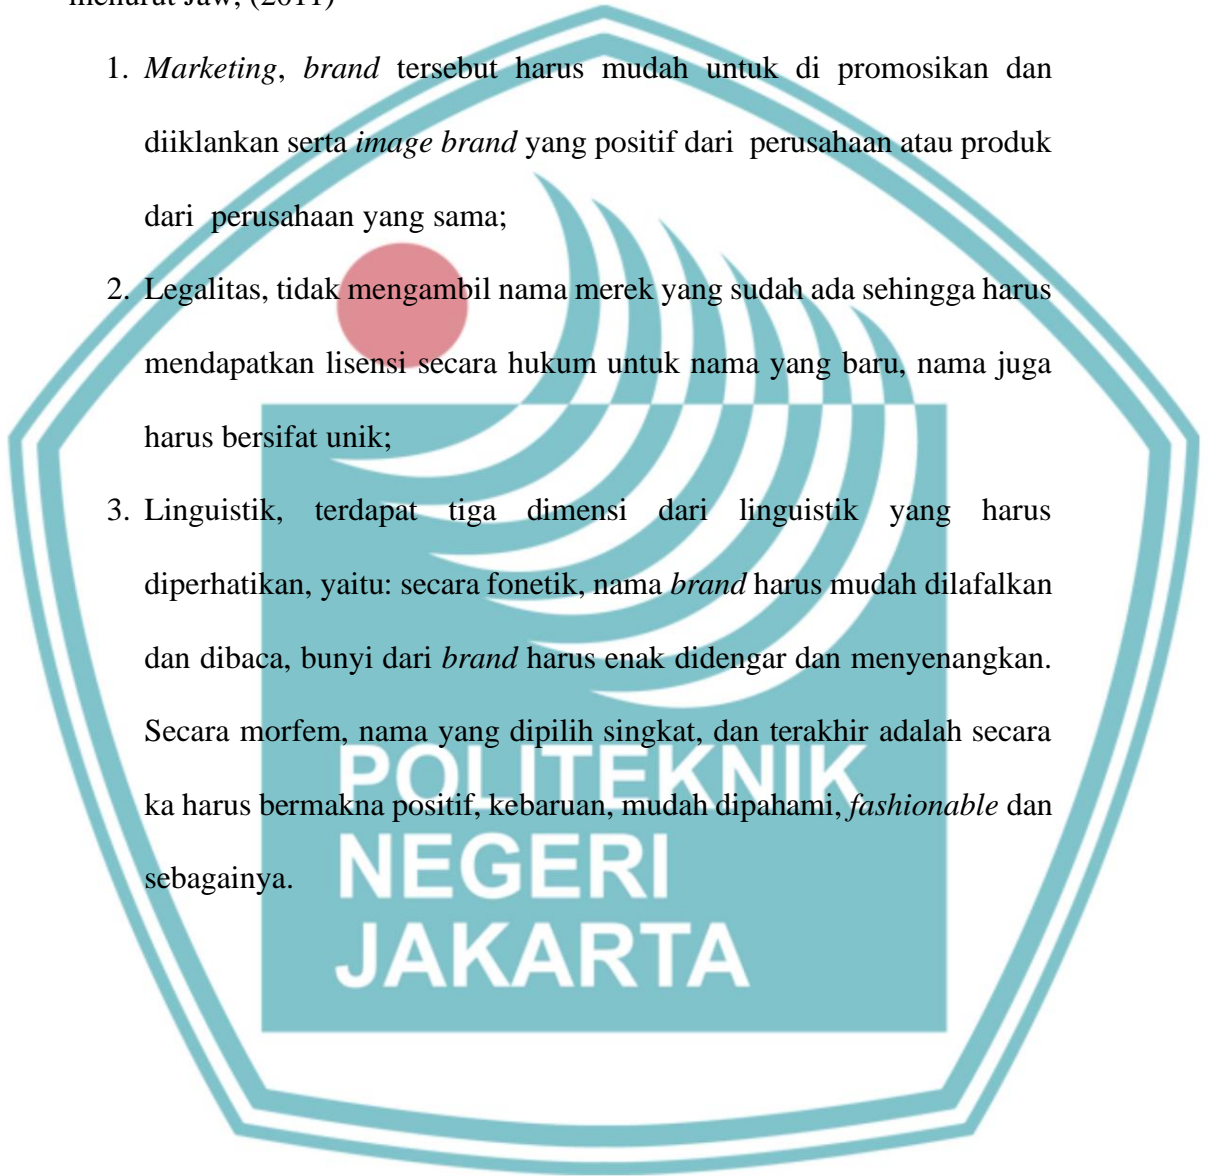 menurut Jaw, (2011)
1. Marketing, brand tersebut harus mudah untuk di promosikan dan
diiklankan serta image brand yang positif dari perusahaan atau produk
dari perusahaan yang sama;
2. Legalitas, tidak mengambil nama merek yang sudah ada sehingga harus
mendapatkan lisensi secara hukum untuk nama yang baru, nama juga
harus bersifat unik;
3. Linguistik, terdapat tiga dimensi dari linguistik yang harus
diperhatikan, yaitu: secara fonetik, nama brand harus mudah dilafalkan
dan dibaca, bunyi dari brand harus enak didengar dan menyenangkan.
Secara morfem, nama yang dipilih singkat, dan terakhir adalah secara
ka harus bermakna positif, kebaruan, mudah dipahami, fashionable dan
sebagainya.
POLITEKNIK
NEGERI
JAKARTA